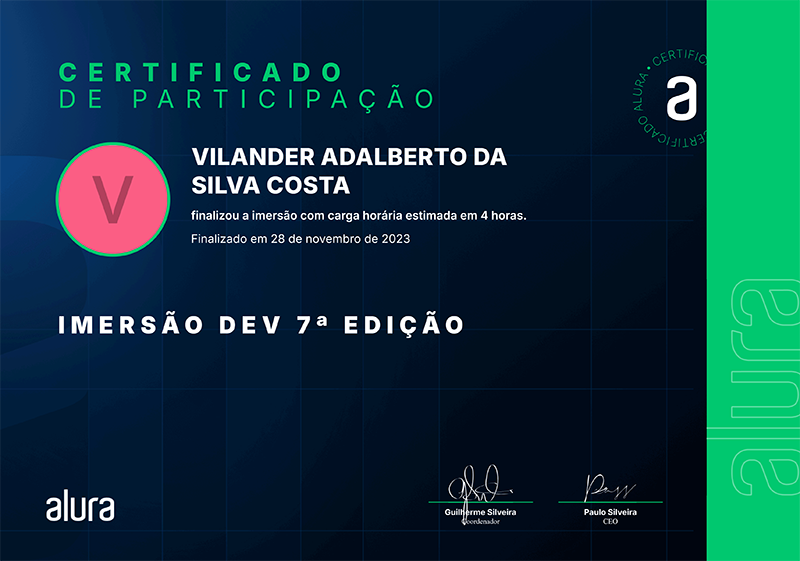 CERTIFICADO
DE PARTICIPAÇÃO
CERTIFICADO ALURA • CERTIFICADO
a
V
VILANDER ADALBERTO DA
SILVA COSTA
finalizou a imersão com carga horária estimada em 4 horas.
Finalizado em 28 de novembro de 2023
IMERSÃO DEV 7ª EDIÇÃO
alura
alura
Guilherme Silveira
Coordenador
Paulo Silveira
CEO